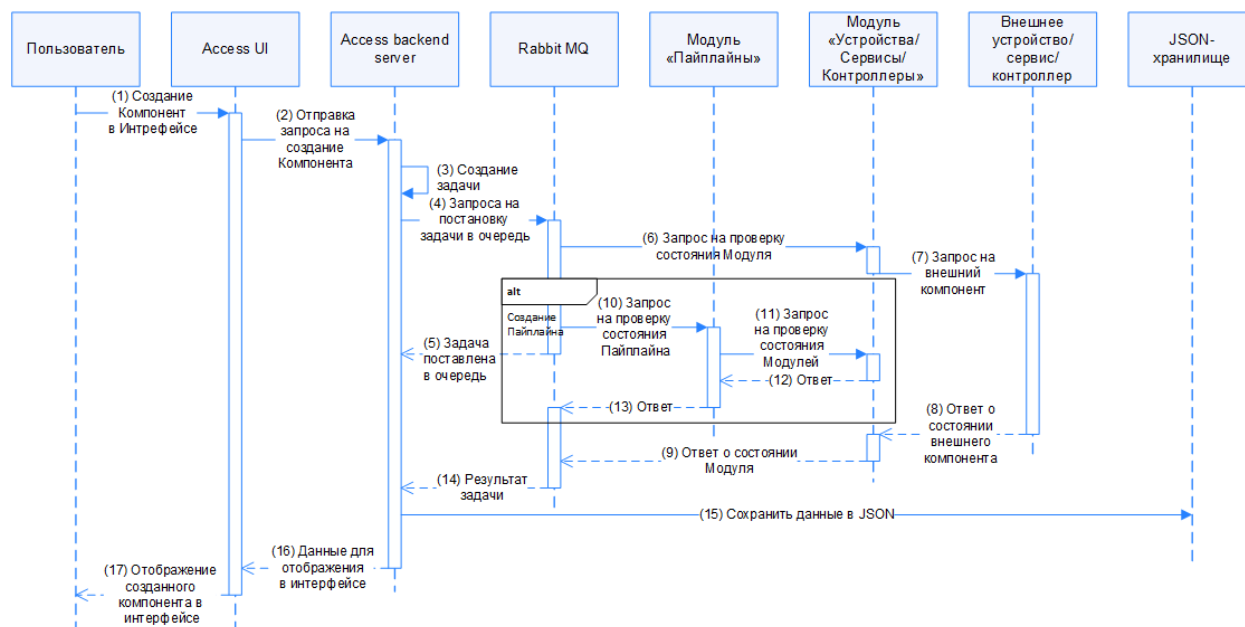 Пользователь
Access UI
Access backend
server
Rabbit MQ
Модуль
«Пайплайны»
Модуль
«Устройства/
Сервисы/
Контроллеры»
Внешнее
устройство/
сервис/
контроллер
JSON-
хранилище
(1) Создание
Компонент
в Интрефейсе
(2) Отправка
запроса на
создание
Компонента
(3) Создание
задачи
(4) Запроса на
постановку
задачи в очередь
(6) Запрос на проверку
состояния Модуля
(7) Запрос на
внешний
компонент
alt
Создание
Пайплайна
(10) Запрос
на проверку
состояния
Пайплайна
(11) Запрос
на проверку
состояния
Модулей
(5) Задача
поставлена
в очередь
(12) Ответ
(13) Ответ
(8) Ответ о
состоянии
внешнего
компонента
(9) Ответ о состоянии
Модуля
(14) Результат
задачи
(15) Сохранить данные в JSON
(16) Данные для
отображения
в интерфейсе
(17) Отображение
созданного
компонента в
интерфейсе